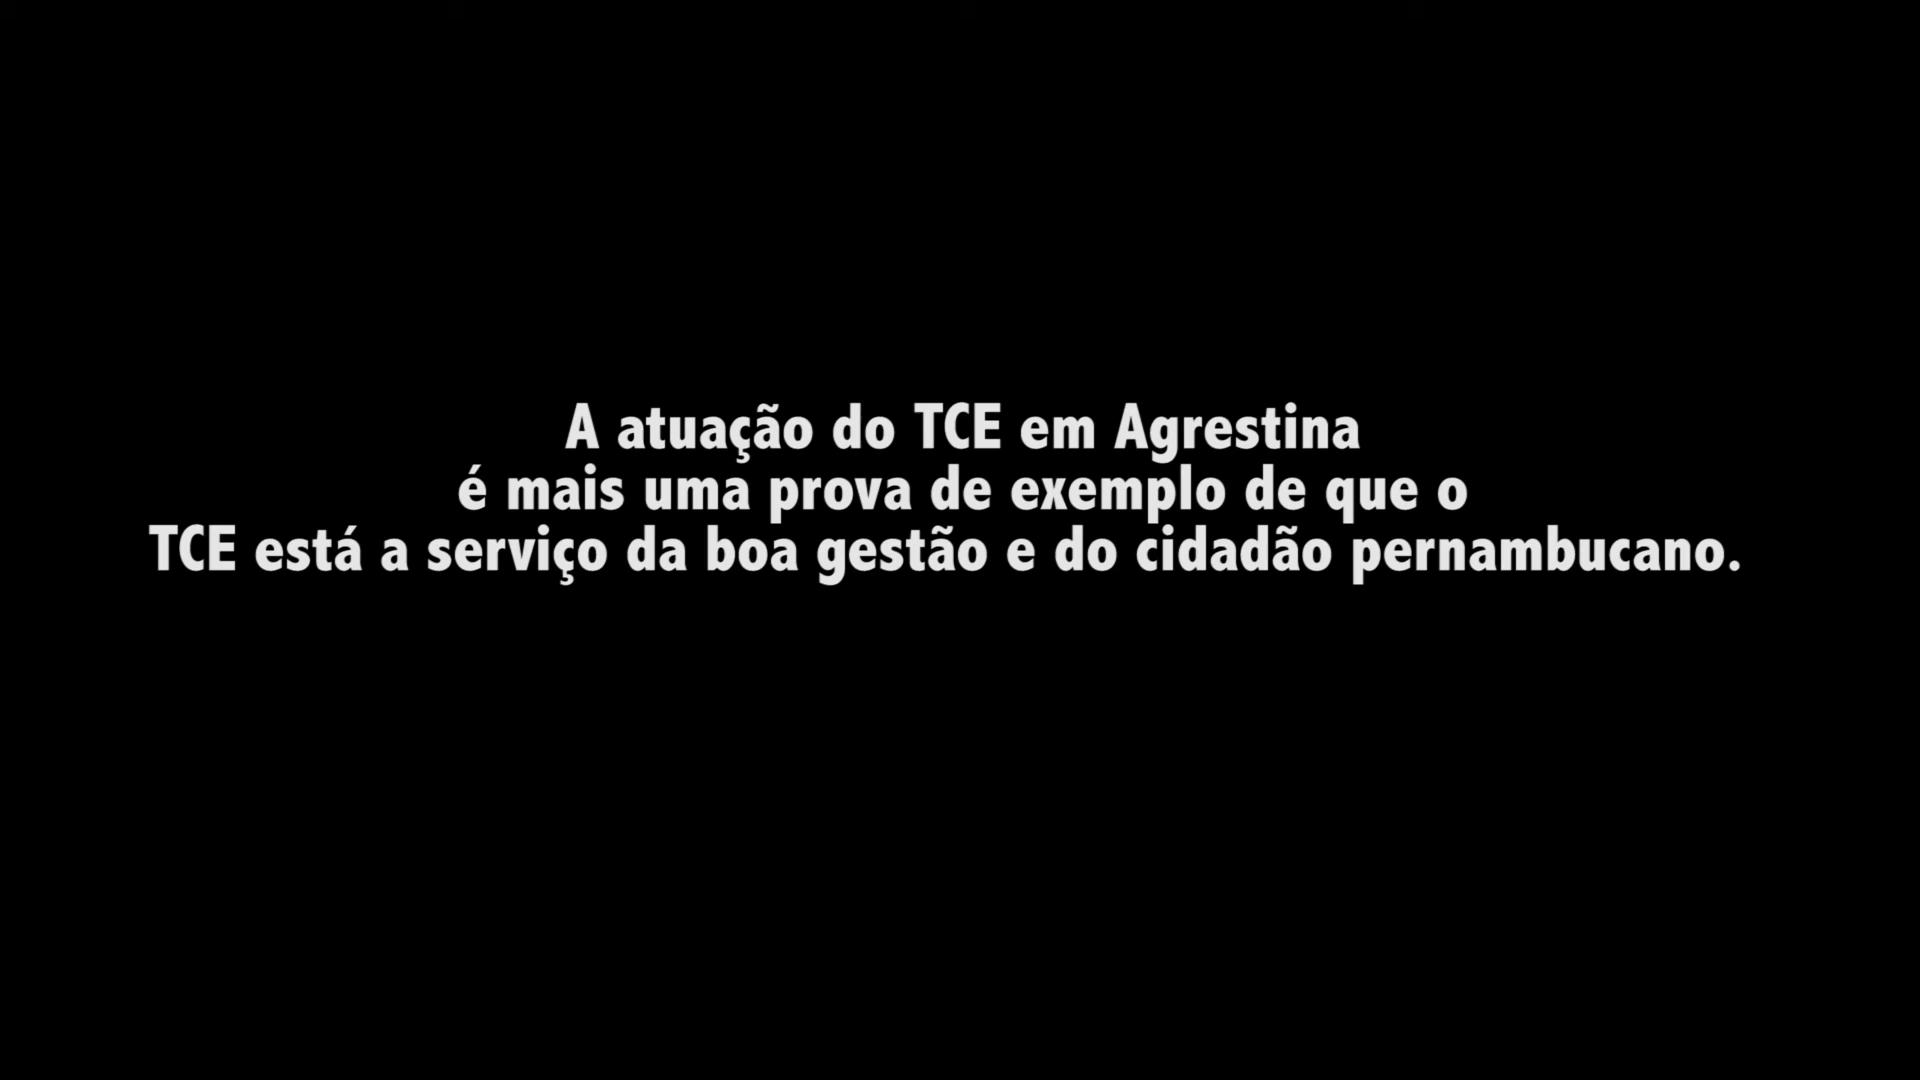 A atuação do TCE em Agrestina
é mais uma prova de exemplo de que o
TCE está a serviço da boa gestão e do cidadão pernambucano.